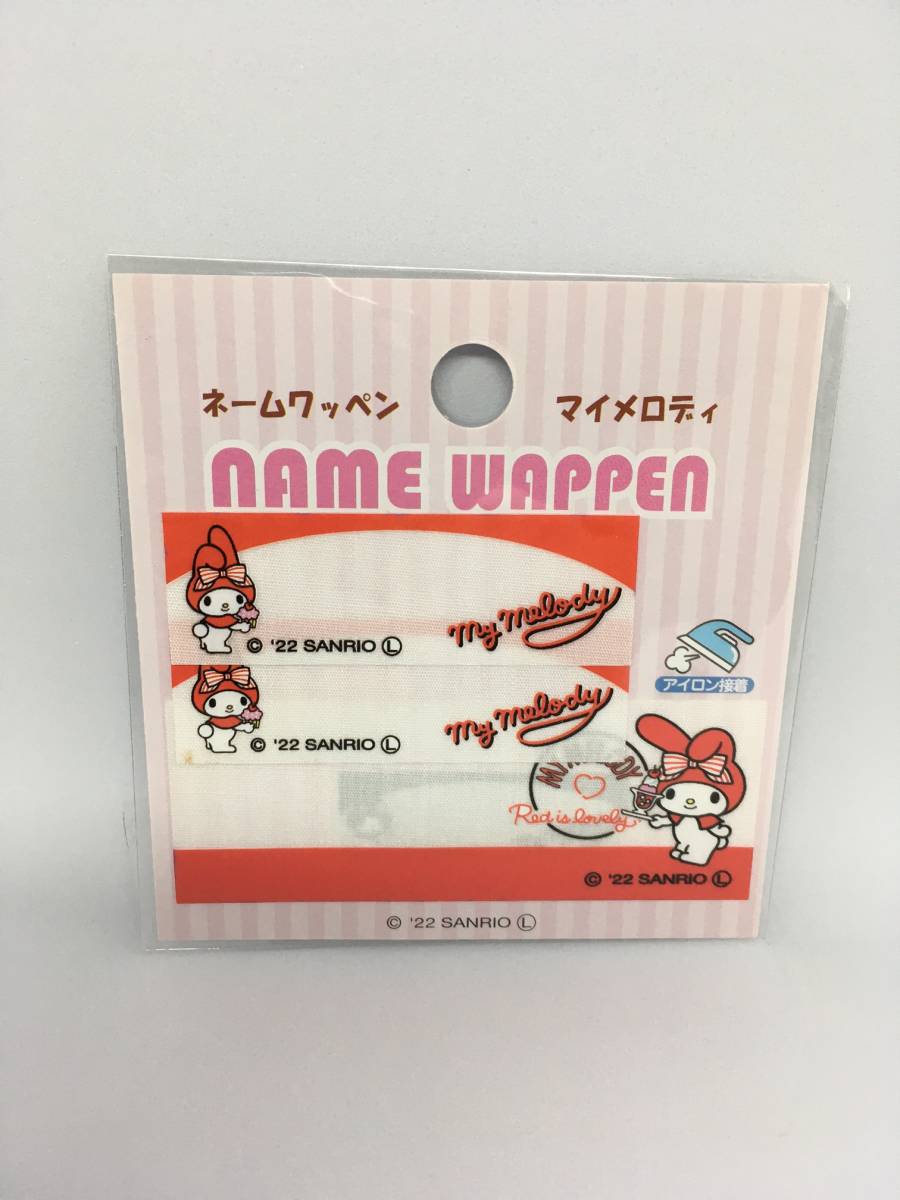 ネームワッペン マイメロディ
NAME WAPPEN
My Melody
© '22 SANRIO Ⓛ
アイロン接着
My Melody
© '22 SANRIO Ⓛ
Red is lovely.
© '22 SANRIO Ⓛ
© '22 SANRIO Ⓛ